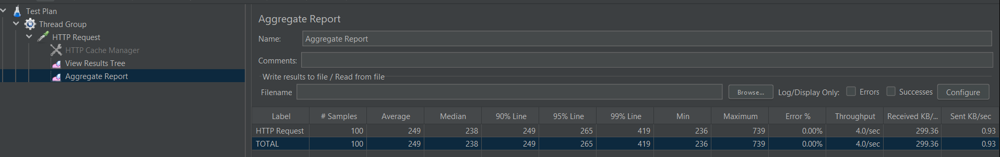 Test Plan
Thread Group
HTTP Request
HTTP Cache Manager
View Results Tree
Aggregate Report
Aggregate Report
Name: Aggregate Report
Comments:
Write results to file / Read from file
Filename Browse... Log/Display Only: Errors Successes Configure
Label # Samples Average Median 90% Line 95% Line 99% Line Min Maximum Error % Throughput Received KB/... Sent KB/sec
HTTP Request 100 249 238 249 265 419 236 739 0.00% 4.0/sec 299.36 0.93
TOTAL 100 249 238 249 265 419 236 739 0.00% 4.0/sec 299.36 0.93